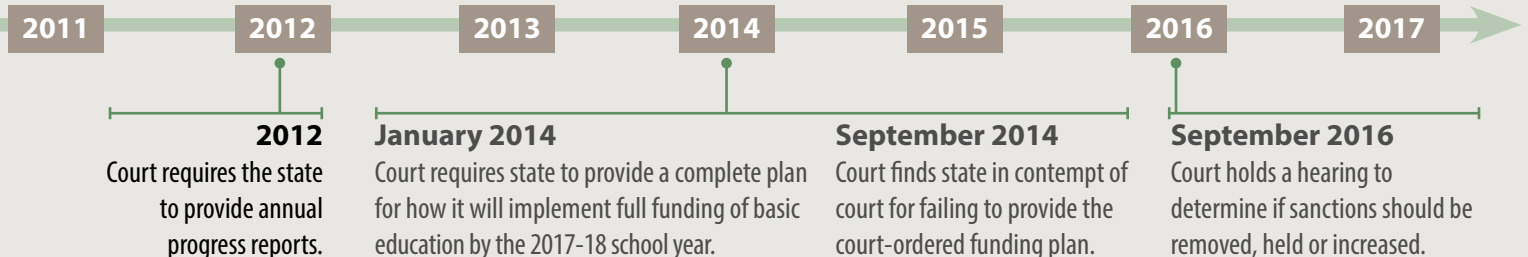 2011 2012 2013 2014 2015 2016 2017
2012
Court requires the state
to provide annual
progress reports.
January 2014
Court requires state to provide a complete plan
for how it will implement full funding of basic
education by the 2017-18 school year.
September 2014
Court finds state in contempt of
court for failing to provide the
court-ordered funding plan.
September 2016
Court holds a hearing to
determine if sanctions should be
removed, held or increased.